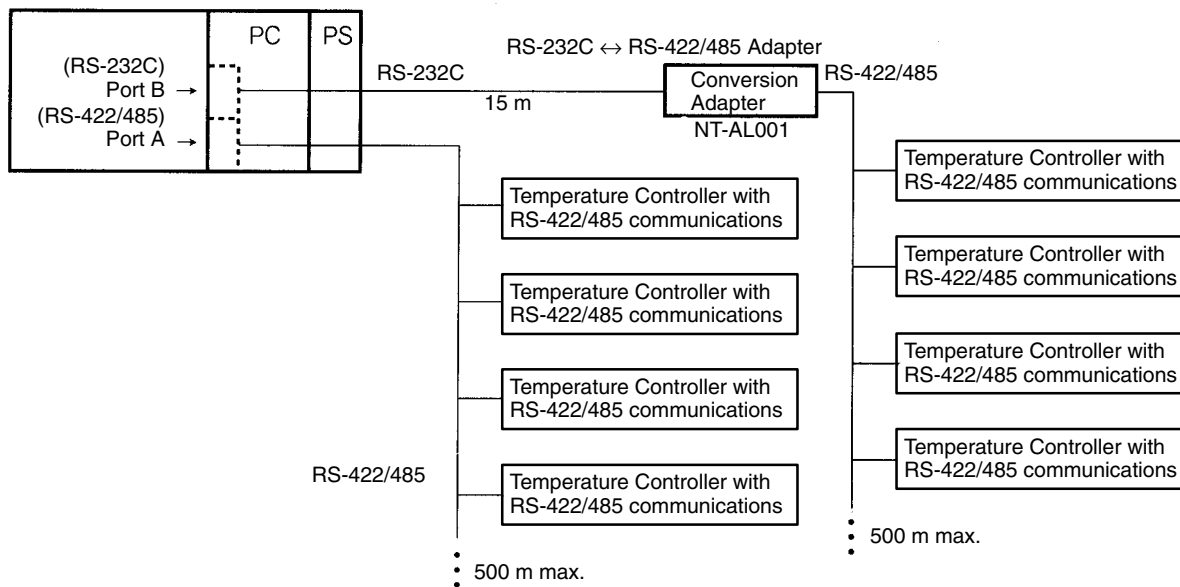 PC
PS
(RS-232C)
Port B
(RS-422/485)
Port A
RS-232C
15 m
RS-232C ↔ RS-422/485 Adapter
Conversion
Adapter
NT-AL001
RS-422/485
Temperature Controller with
RS-422/485 communications
Temperature Controller with
RS-422/485 communications
Temperature Controller with
RS-422/485 communications
Temperature Controller with
RS-422/485 communications
RS-422/485
500 m max.
Temperature Controller with
RS-422/485 communications
Temperature Controller with
RS-422/485 communications
Temperature Controller with
RS-422/485 communications
Temperature Controller with
RS-422/485 communications
500 m max.